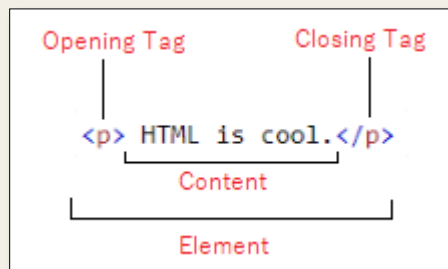 Opening Tag Closing Tag
<p> HTML is cool.</p>
Content
Element